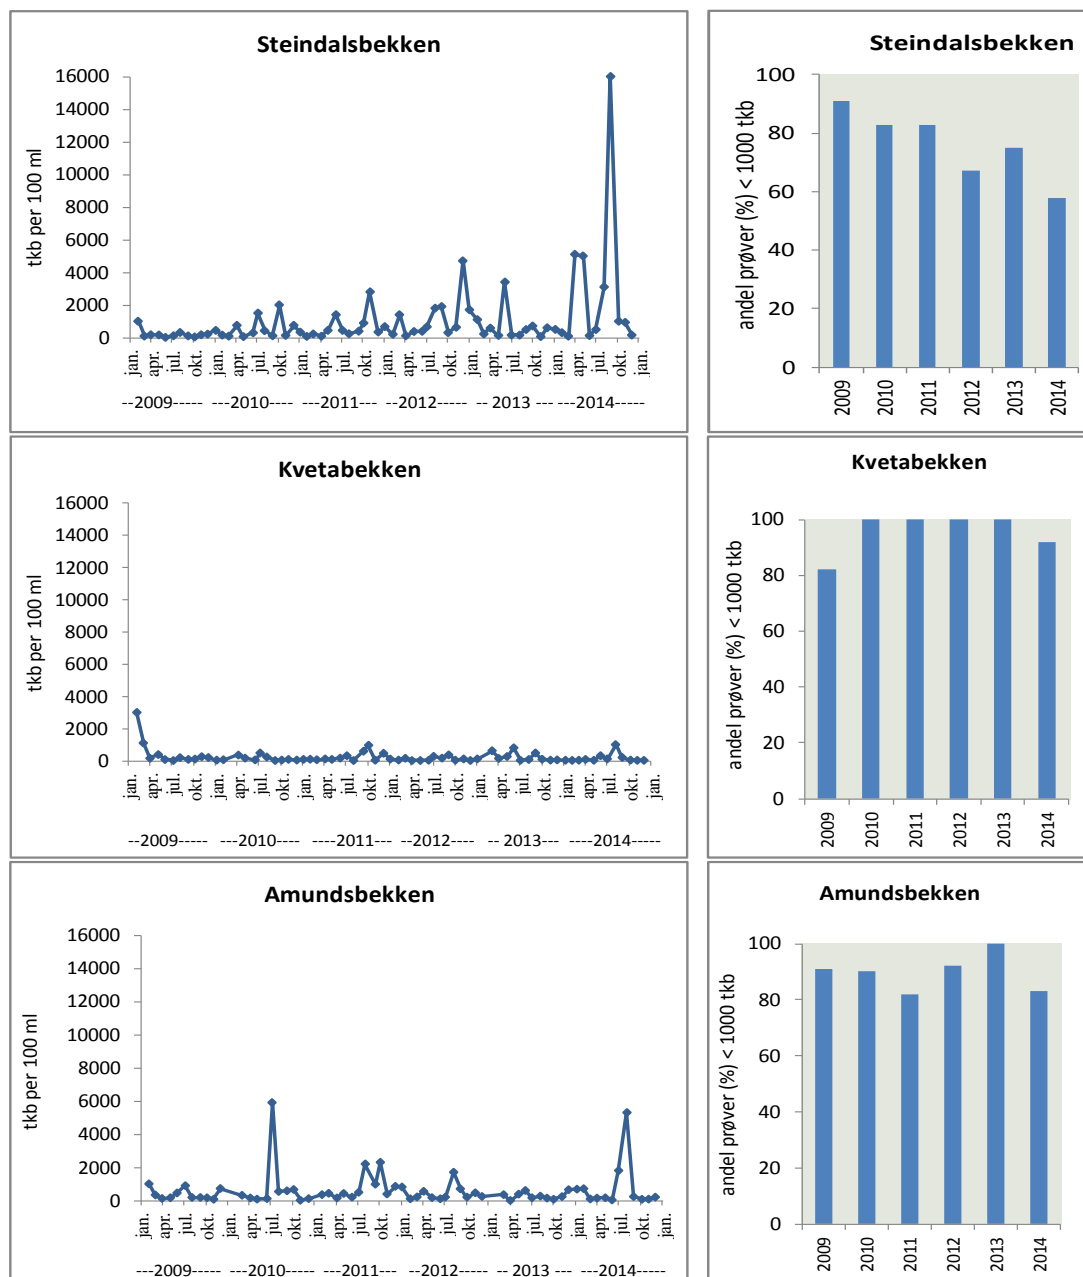 Steindalsbekken
tkb per 100 ml
16000
14000
12000
10000
8000
6000
4000
2000
0
jan. apr. jul. okt. jan. apr. jul. okt. jan. apr. jul. okt. jan. apr. jul. okt. jan. apr. jul. okt. jan. apr. jul. okt. jan.
--2009----- ---2010---- ---2011--- ---2012----- -- 2013 --- ---2014-----
Steindalsbekken
andel prøver (%) < 1000 tkb
100
80
60
40
20
0
2009 2010 2011 2012 2013 2014
Kvetabekken
tkb per 100 ml
16000
14000
12000
10000
8000
6000
4000
2000
0
jan. apr. jul. okt. jan. apr. jul. okt. jan. apr. jul. okt. jan. apr. jul. okt. jan. apr. jul. okt. jan. apr. jul. okt. jan.
--2009----- ---2010---- ----2011--- ---2012---- -- 2013--- ----2014-----
Kvetabekken
andel prøver (%) < 1000 tkb
100
80
60
40
20
0
2009 2010 2011 2012 2013 2014
Amundsbekken
tkb per 100 ml
16000
14000
12000
10000
8000
6000
4000
2000
0
jan. apr. jul. okt. jan. apr. jul. okt. jan. apr. jul. okt. jan. apr. jul. okt. jan. apr. jul. okt. jan. apr. jul. okt. jan.
---2009----- ---2010---- ---2011--- ---2012----- -- 2013 --- ---2014-----
Amundsbekken
andel prøver (%) < 1000 tkb
100
80
60
40
20
0
2009 2010 2011 2012 2013 2014